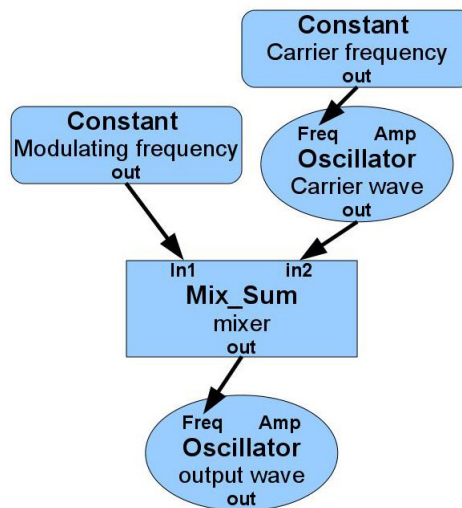 Constant
Carrier frequency
out
Constant
Modulating frequency
out
Freq Amp
Oscillator
Carrier wave
out
In1 in2
Mix_Sum
mixer
out
Freq Amp
Oscillator
output wave
out